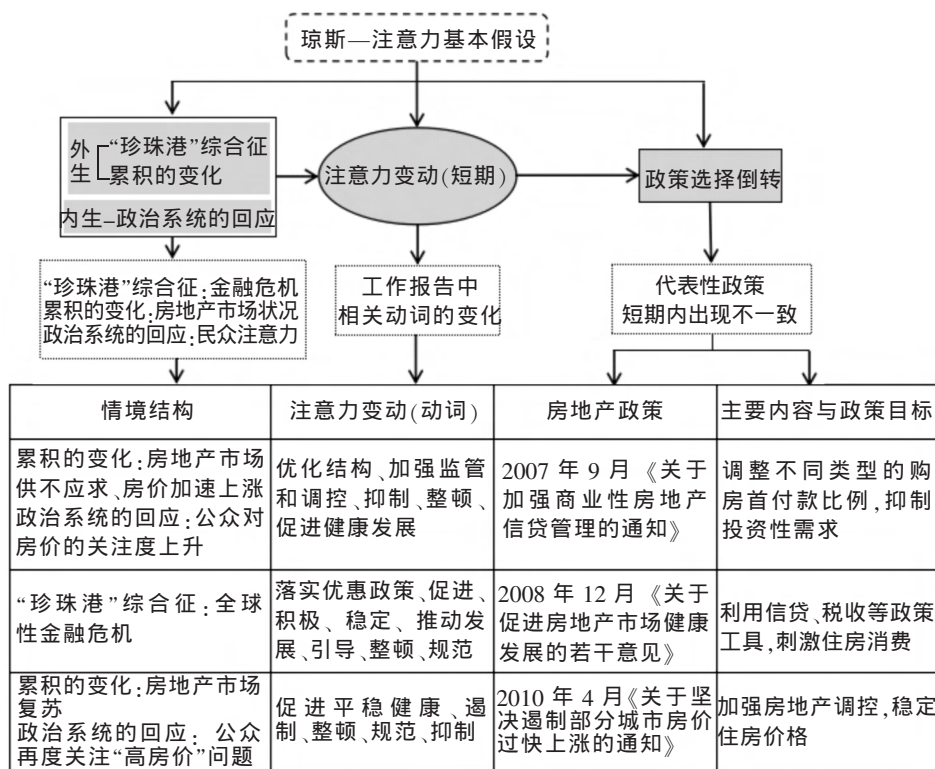 琼斯—注意力基本假设
外生
“珍珠港”综合征
累积的变化
内生–政治系统的回应
注意力变动(短期)
政策选择倒转
“珍珠港”综合征:金融危机
累积的变化:房地产市场状况
政治系统的回应:民众注意力
工作报告中
相关动词的变化
代表性政策
短期内出现不一致
情境结构
注意力变动(动词)
房地产政策
主要内容与政策目标
累积的变化:房地产市场
供不应求、房价加速上涨
政治系统的回应:公众对
房价的关注度上升
优化结构、加强监管
和调控、抑制、整顿、
促进健康发展
2007 年 9 月《关于
加强商业性房地产
信贷管理的通知》
调整不同类型的购
房首付款比例,抑制
投资性需求
“珍珠港”综合征:全球
性金融危机
落实优惠政策、促进、
积极、稳定、推动发
展、引导、整顿、规范
2008 年 12 月《关于
促进房地产市场健康
发展的若干意见》
利用信贷、税收等政策
工具,刺激住房消费
累积的变化:房地产市场
复苏
政治系统的回应:公众
再度关注“高房价”问题
促进平稳健康、遏
制、整顿、规范、抑制
2010 年 4 月《关于坚
决遏制部分城市房价
过快上涨的通知》
加强房地产调控,稳定
住房价格